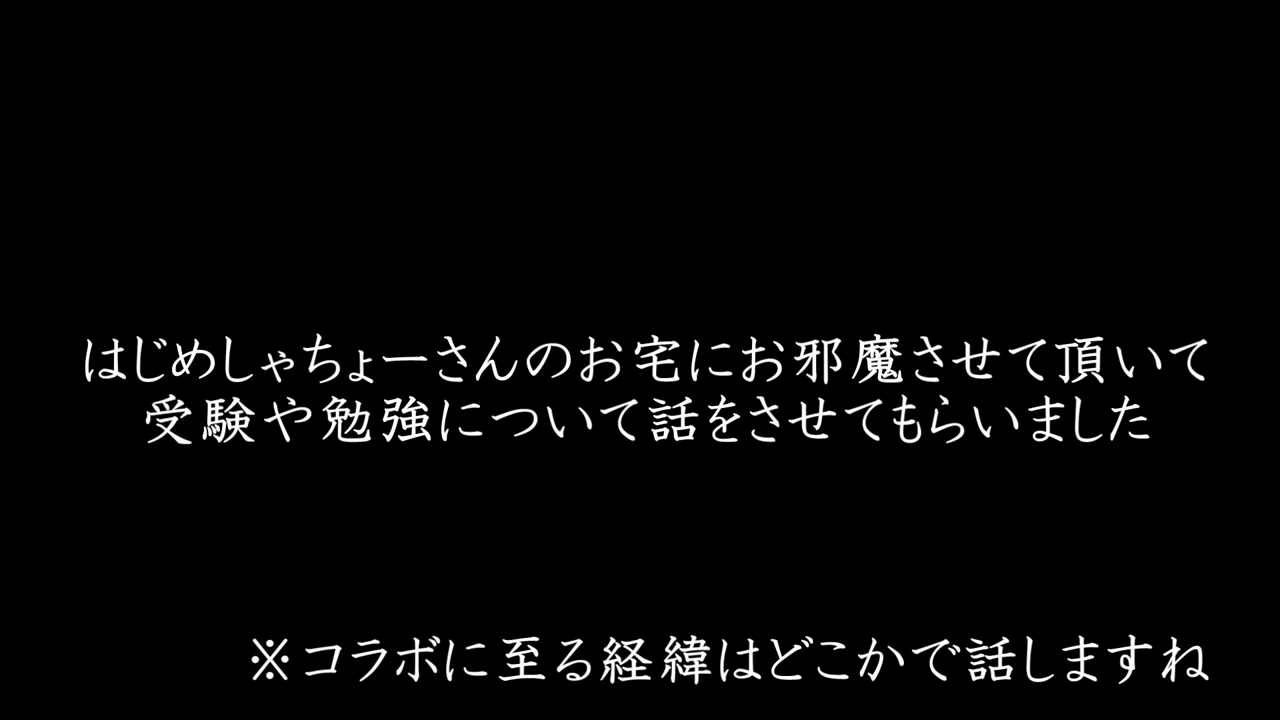 はじめしゃちょーさんのお宅にお邪魔させて頂いて
受験や勉強について話をさせてもらいました
※コラボに至る経緯はどこかで話しますね